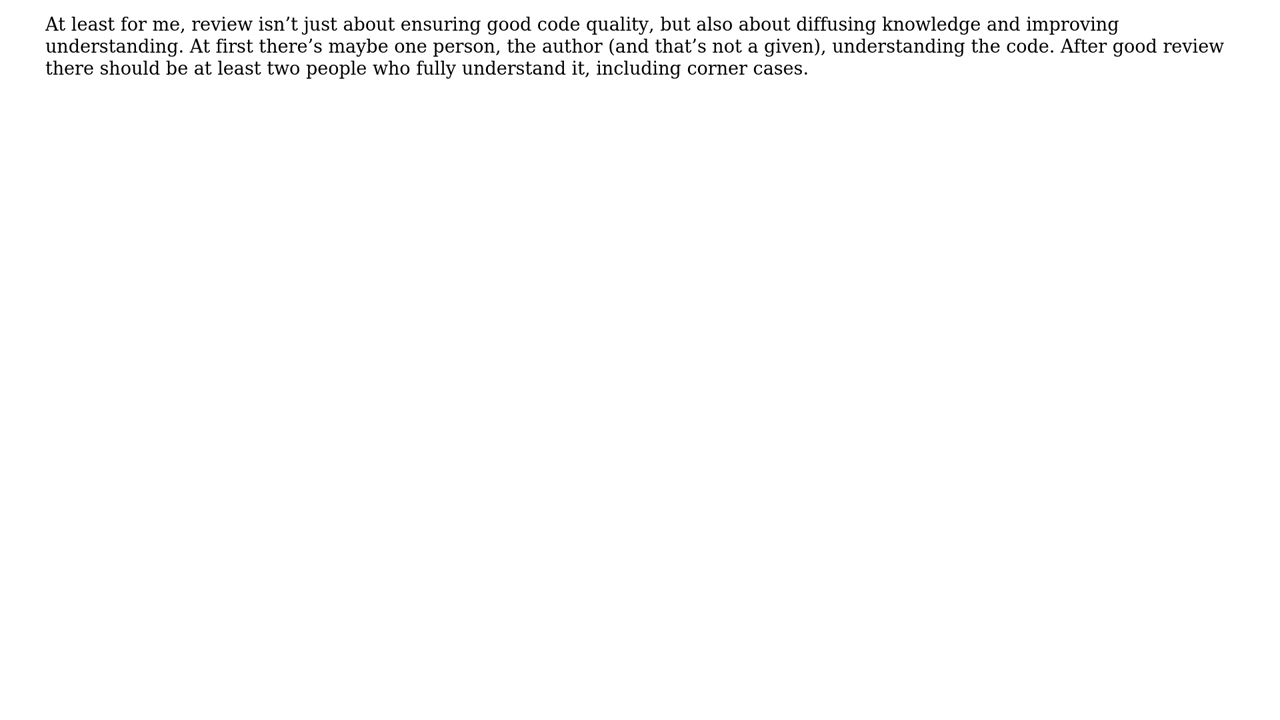 At least for me, review isn’t just about ensuring good code quality, but also about diffusing knowledge and improving
understanding. At first there’s maybe one person, the author (and that’s not a given), understanding the code. After good review
there should be at least two people who fully understand it, including corner cases.